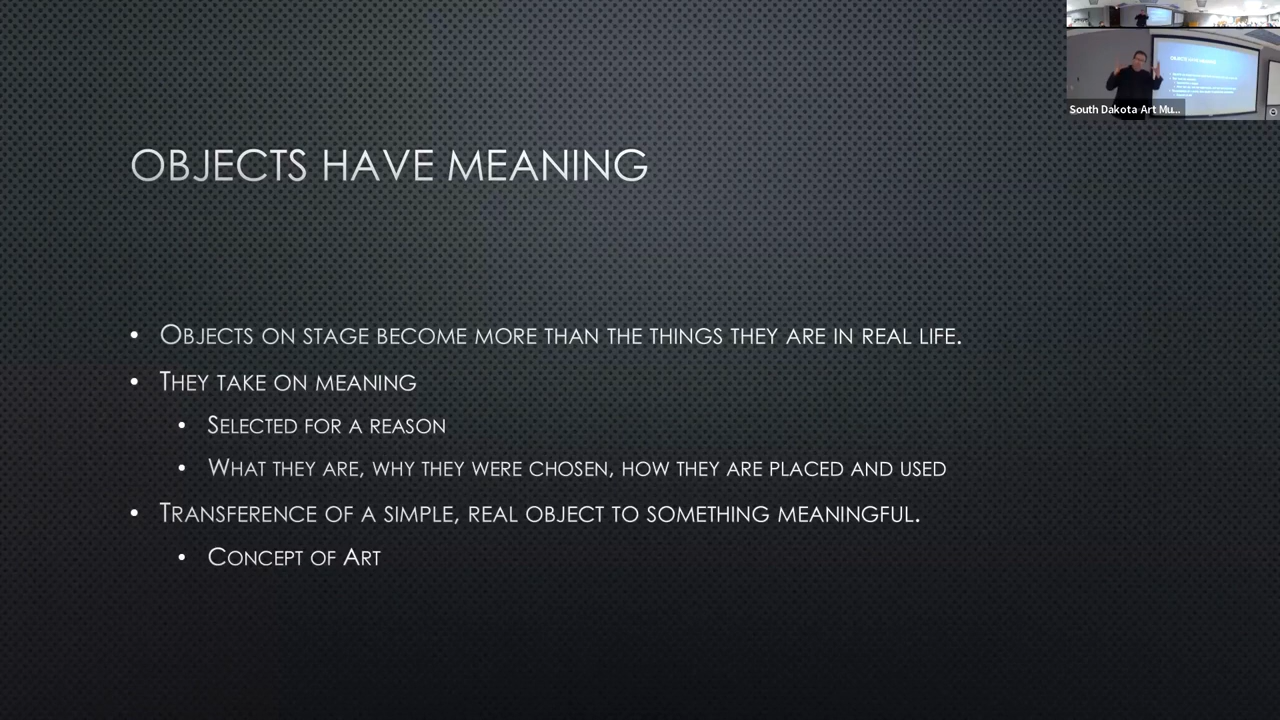 South Dakota Art Mu...
OBJECTS HAVE MEANING
• OBJECTS ON STAGE BECOME MORE THAN THE THINGS THEY ARE IN REAL LIFE.
• THEY TAKE ON MEANING
• SELECTED FOR A REASON
• WHAT THEY ARE, WHY THEY WERE CHOSEN, HOW THEY ARE PLACED AND USED
• TRANSFERENCE OF A SIMPLE, REAL OBJECT TO SOMETHING MEANINGFUL.
• CONCEPT OF ART